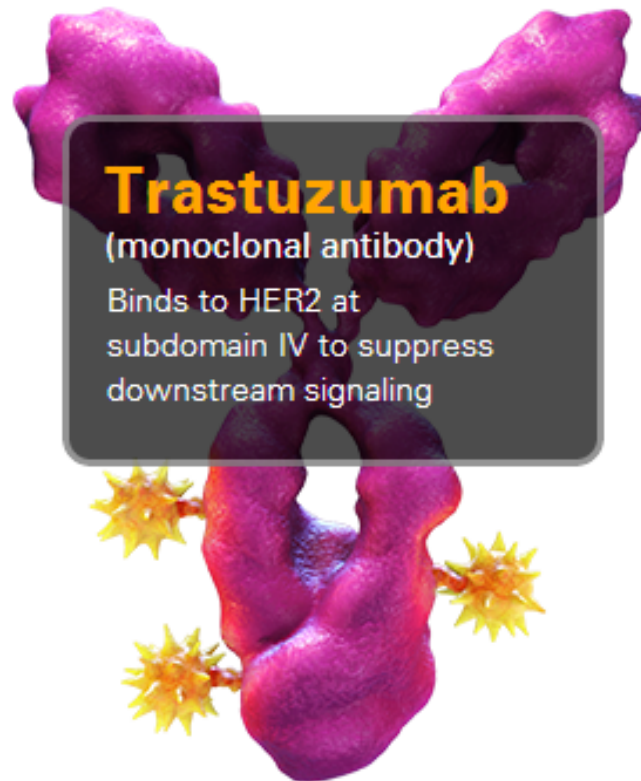 Trastuzumab
(monoclonal antibody)
Binds to HER2 at
subdomain IV to suppress
downstream signaling